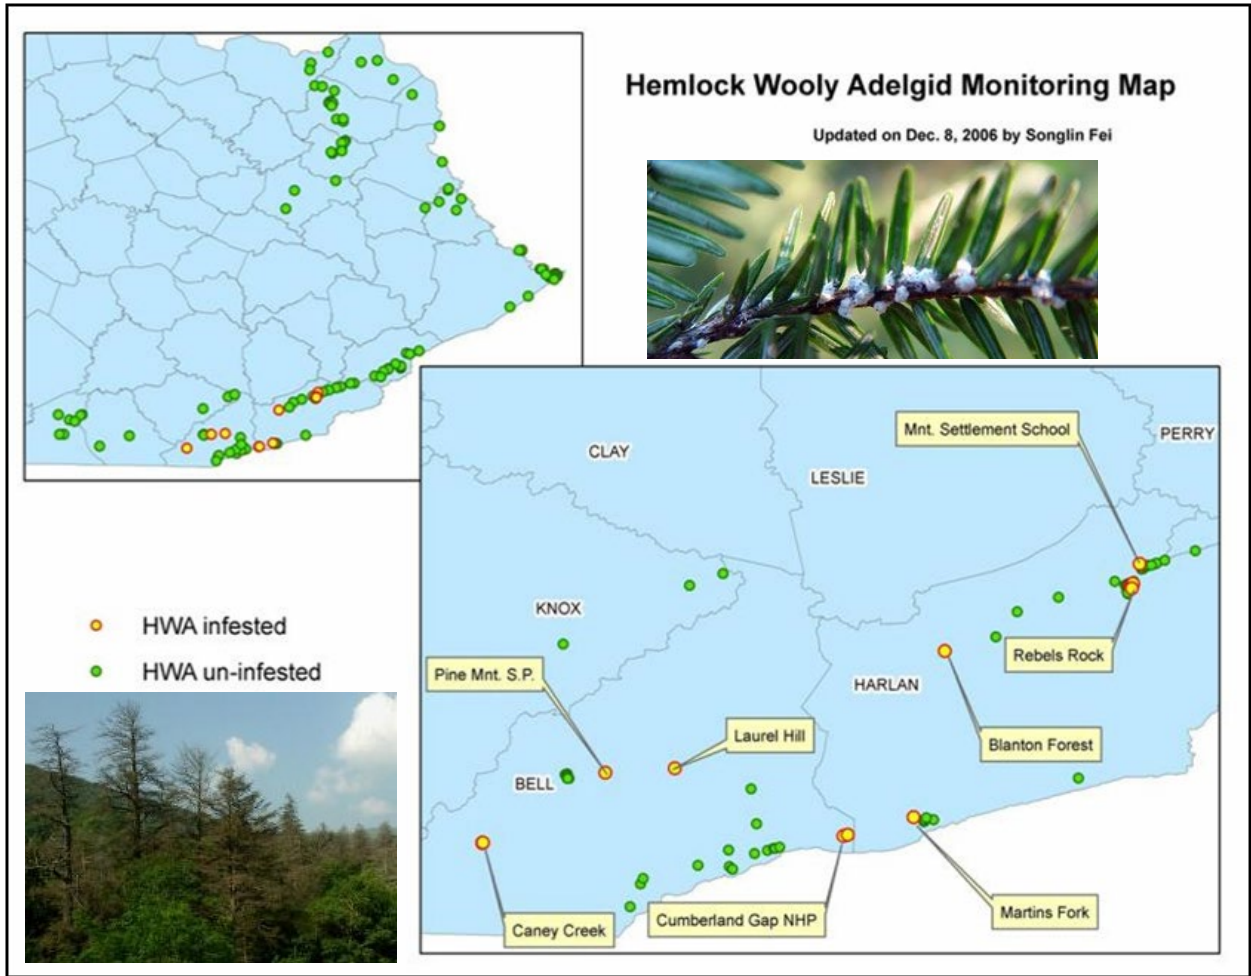 Hemlock Wooly Adelgid Monitoring Map
Updated on Dec. 8, 2006 by Songlin Fei
Mnt. Settlement School
PERRY
CLAY
LESLIE
KNOX
HWA infested
HWA un-infested
Pine Mnt. S.P.
Rebels Rock
HARLAN
Laurel Hill
Blanton Forest
BELL
Caney Creek
Cumberland Gap NHP
Martins Fork